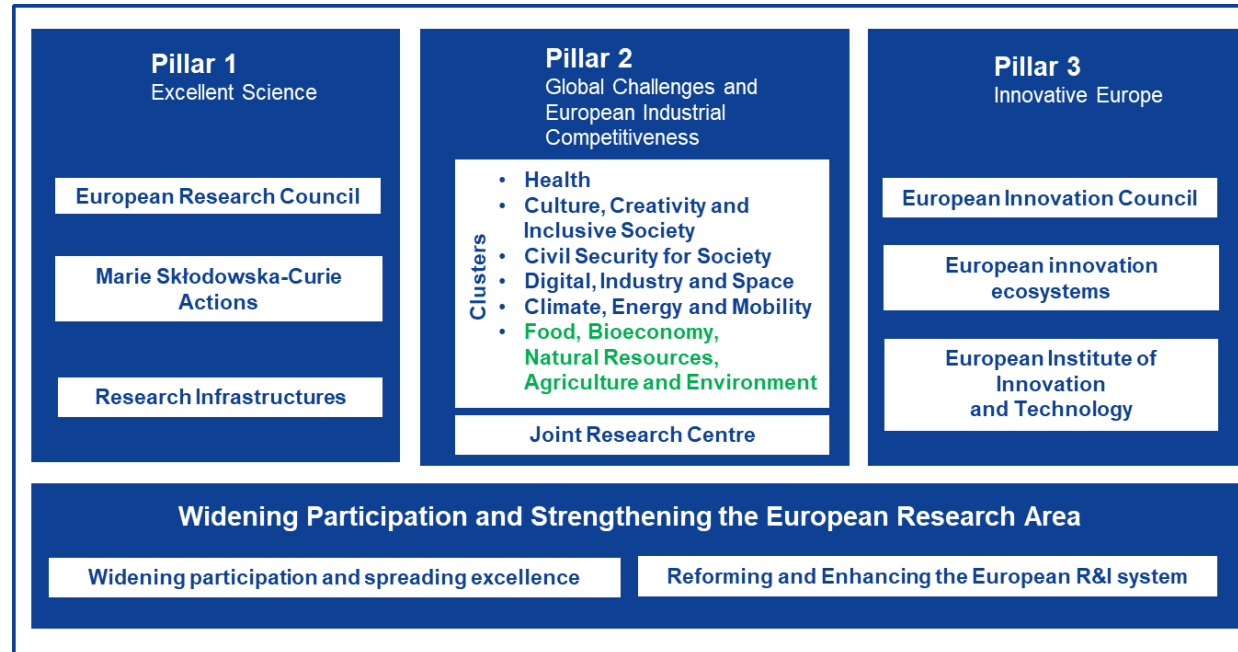 Pillar 1
Excellent Science
European Research Council
Marie Skłodowska-Curie
Actions
Research Infrastructures
Pillar 2
Global Challenges and
European Industrial
Competitiveness
Clusters
• Health
• Culture, Creativity and
Inclusive Society
• Civil Security for Society
• Digital, Industry and Space
• Climate, Energy and Mobility
• Food, Bioeconomy,
Natural Resources,
Agriculture and Environment
Joint Research Centre
Pillar 3
Innovative Europe
European Innovation Council
European innovation
ecosystems
European Institute of
Innovation
and Technology
Widening Participation and Strengthening the European Research Area
Widening participation and spreading excellence
Reforming and Enhancing the European R&I system